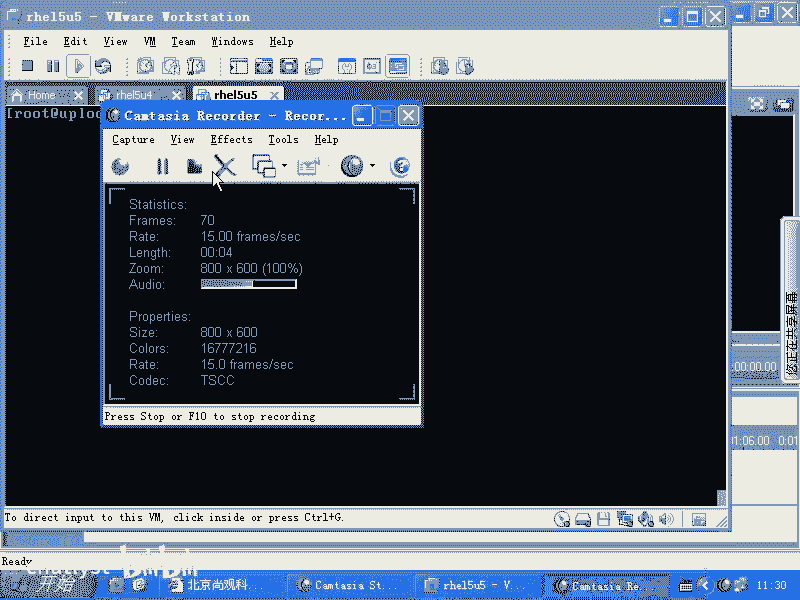 rhel5u5 - VMware Workstation
File Edit View VM Team Windows Help
Home rhel5u4 rhel5u5
[root@uploo
Camtasia Recorder - Recor...
Capture View Effects Tools Help
Statistics:
Frames: 70
Rate: 15.00 frames/sec
Length: 00:04
Zoom: 800 x 600 (100%)
Audio:
Properties:
Size: 800 x 600
Colors: 16777216
Rate: 15.0 frames/sec
Codec: TSCC
Press Stop or F10 to stop recording
您正在共享屏幕
:00:00.00
01:06.00 0:01
To direct input to this VM, click inside or press Ctrl+G.
Ready
开始 北京尚观科... Camtasia St... rhel5u5 - V... Camtasia Re... 11:30